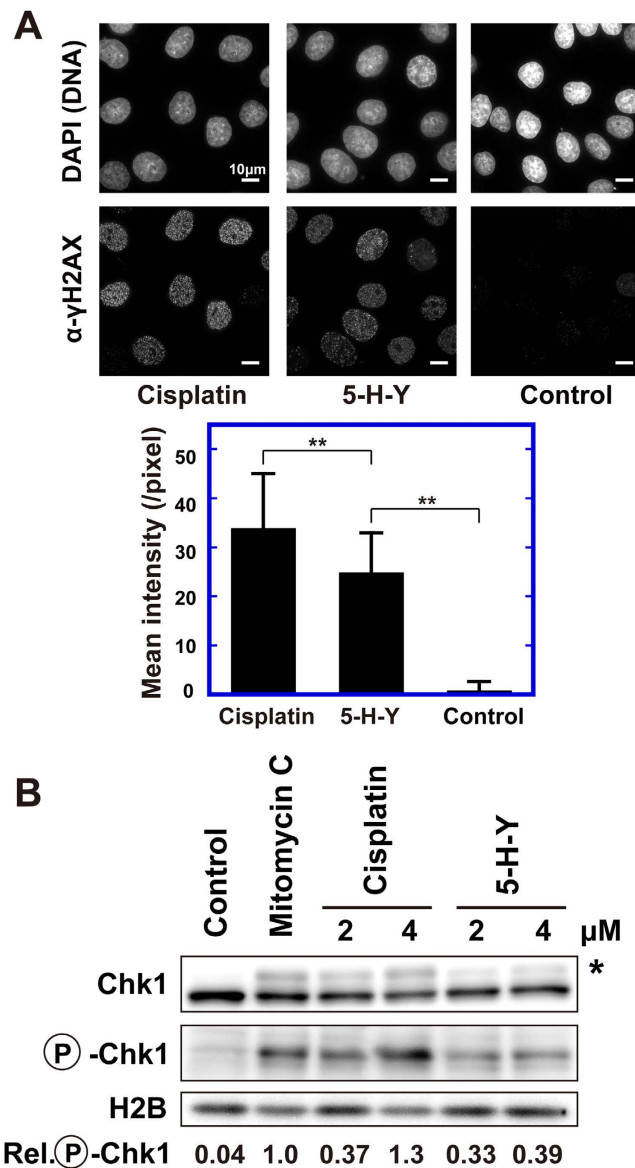 A
DAPI (DNA)
10μm
α-γH2AX
Cisplatin 5-H-Y Control
Mean intensity (/pixel)
50
40
30
20
10
0
**
**
Cisplatin 5-H-Y Control
B
Control
Mitomycin C
Cisplatin
5-H-Y
2 4 2 4 μM
Chk1
*
P -Chk1
H2B
Rel. P -Chk1 0.04 1.0 0.37 1.3 0.33 0.39